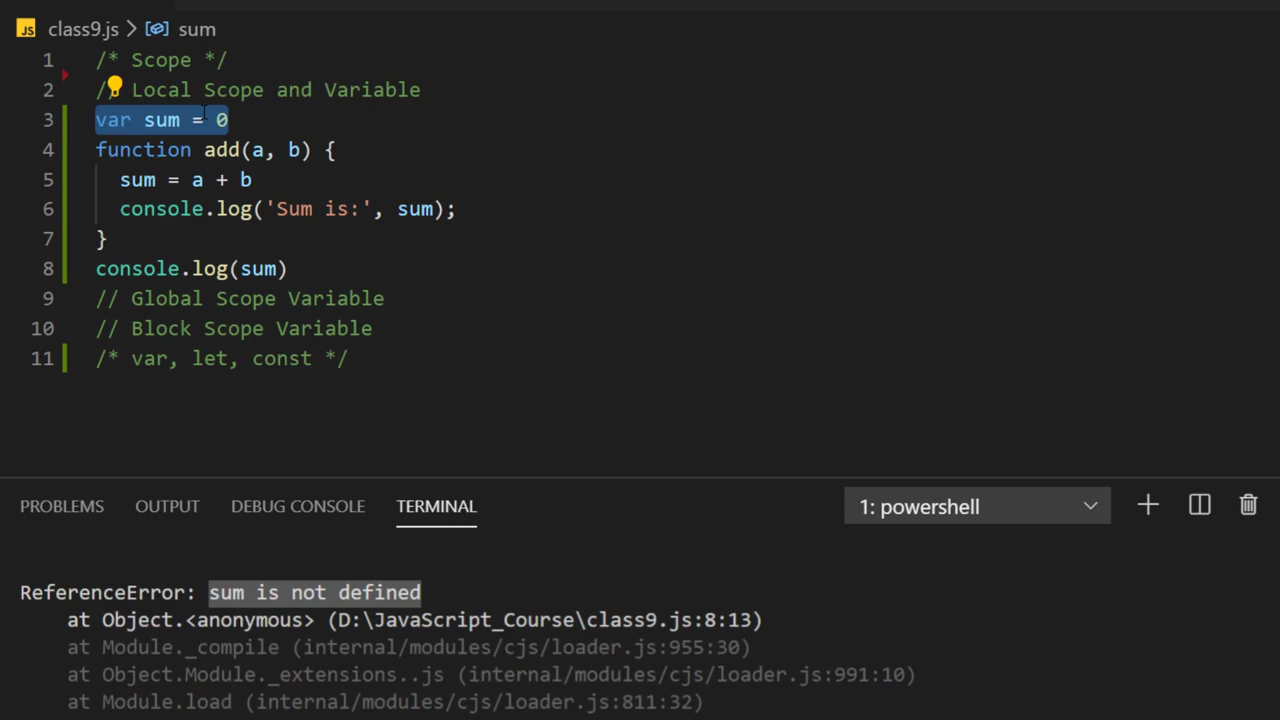 JS class9.js > sum
1 /* Scope */
2 // Local Scope and Variable
3 var sum = 0
4 function add(a, b) {
5 sum = a + b
6 console.log('Sum is:', sum);
7 }
8 console.log(sum)
9 // Global Scope Variable
10 // Block Scope Variable
11 /* var, let, const */
PROBLEMS OUTPUT DEBUG CONSOLE TERMINAL 1: powershell
ReferenceError: sum is not defined
at Object.<anonymous> (D:\JavaScript_Course\class9.js:8:13)
at Module._compile (internal/modules/cjs/loader.js:955:30)
at Object.Module._extensions..js (internal/modules/cjs/loader.js:991:10)
at Module.load (internal/modules/cjs/loader.js:811:32)